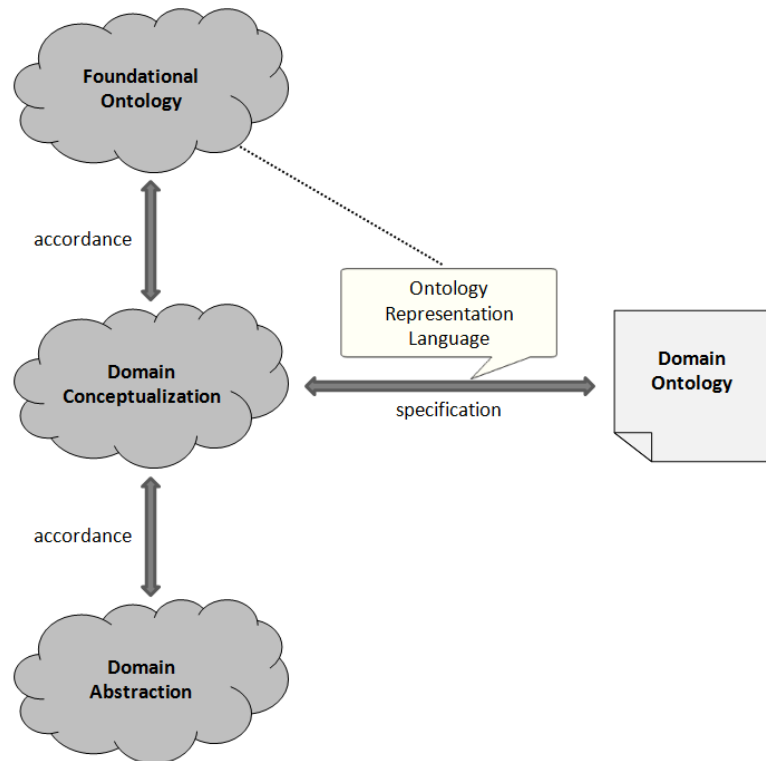 Foundational
Ontology
accordance
Ontology
Representation
Language
Domain
Conceptualization
specification
Domain
Ontology
accordance
Domain
Abstraction